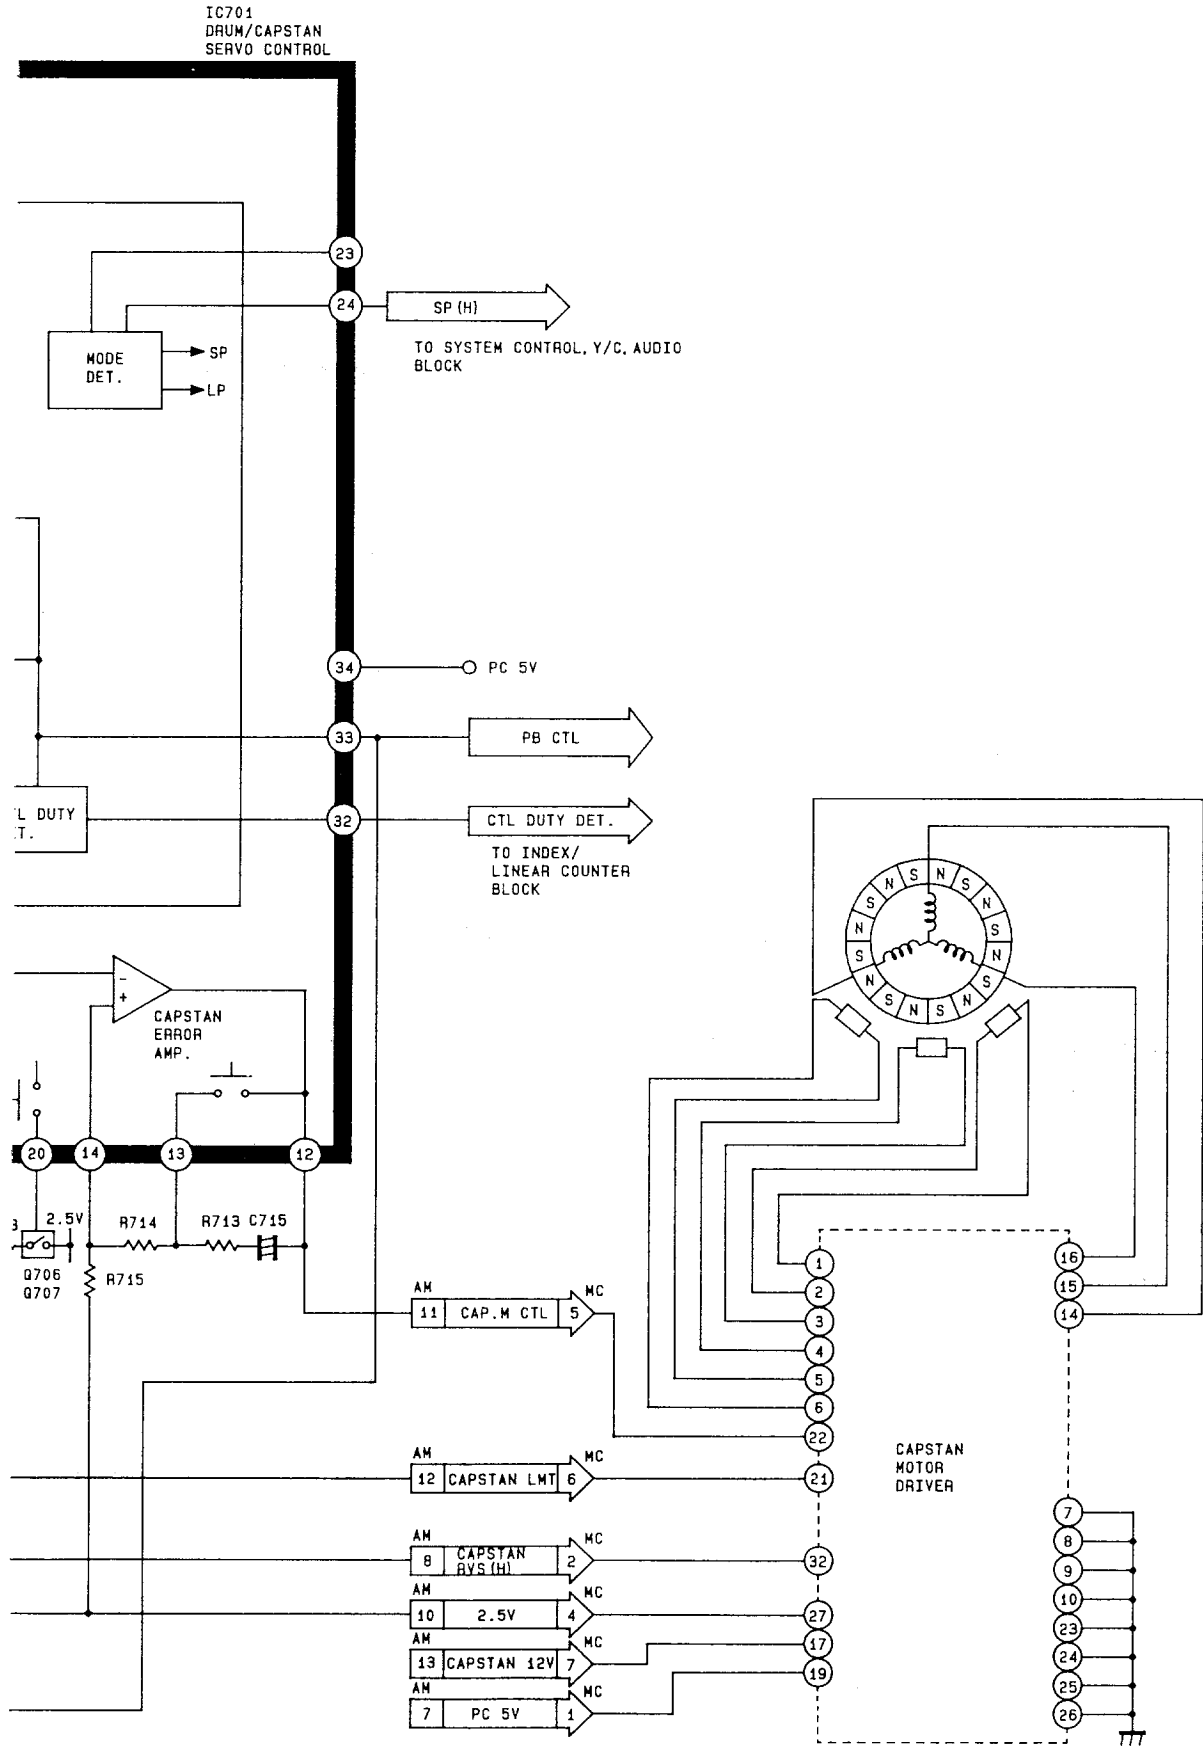 IC701
DRUM/CAPSTAN
SERVO CONTROL
23
24
SP(H)
TO SYSTEM CONTROL, Y/C, AUDIO
BLOCK
MODE
DET.
SP
LP
34
PC 5V
33
PB CTL
TL DUTY
ET.
32
CTL DUTY DET.
TO INDEX/
LINEAR COUNTER
BLOCK
N
S
N
S
N
S
N
S
N
S
N
S
N
S
N
S
-
+
CAPSTAN
ERROR
AMP.
20
14
13
12
2.5V
R714
R713 C715
Q706
Q707
R715
AM
11 CAP.M CTL 5
MC
AM
12 CAPSTAN LMT 6
MC
AM
8 CAPSTAN RVS(H) 2
MC
AM
10 2.5V 4
MC
AM
13 CAPSTAN 12V 7
MC
AM
7 PC 5V 1
MC
1
2
3
4
5
6
22
21
32
27
17
19
CAPSTAN
MOTOR
DRIVER
16
15
14
7
8
9
10
23
24
25
26